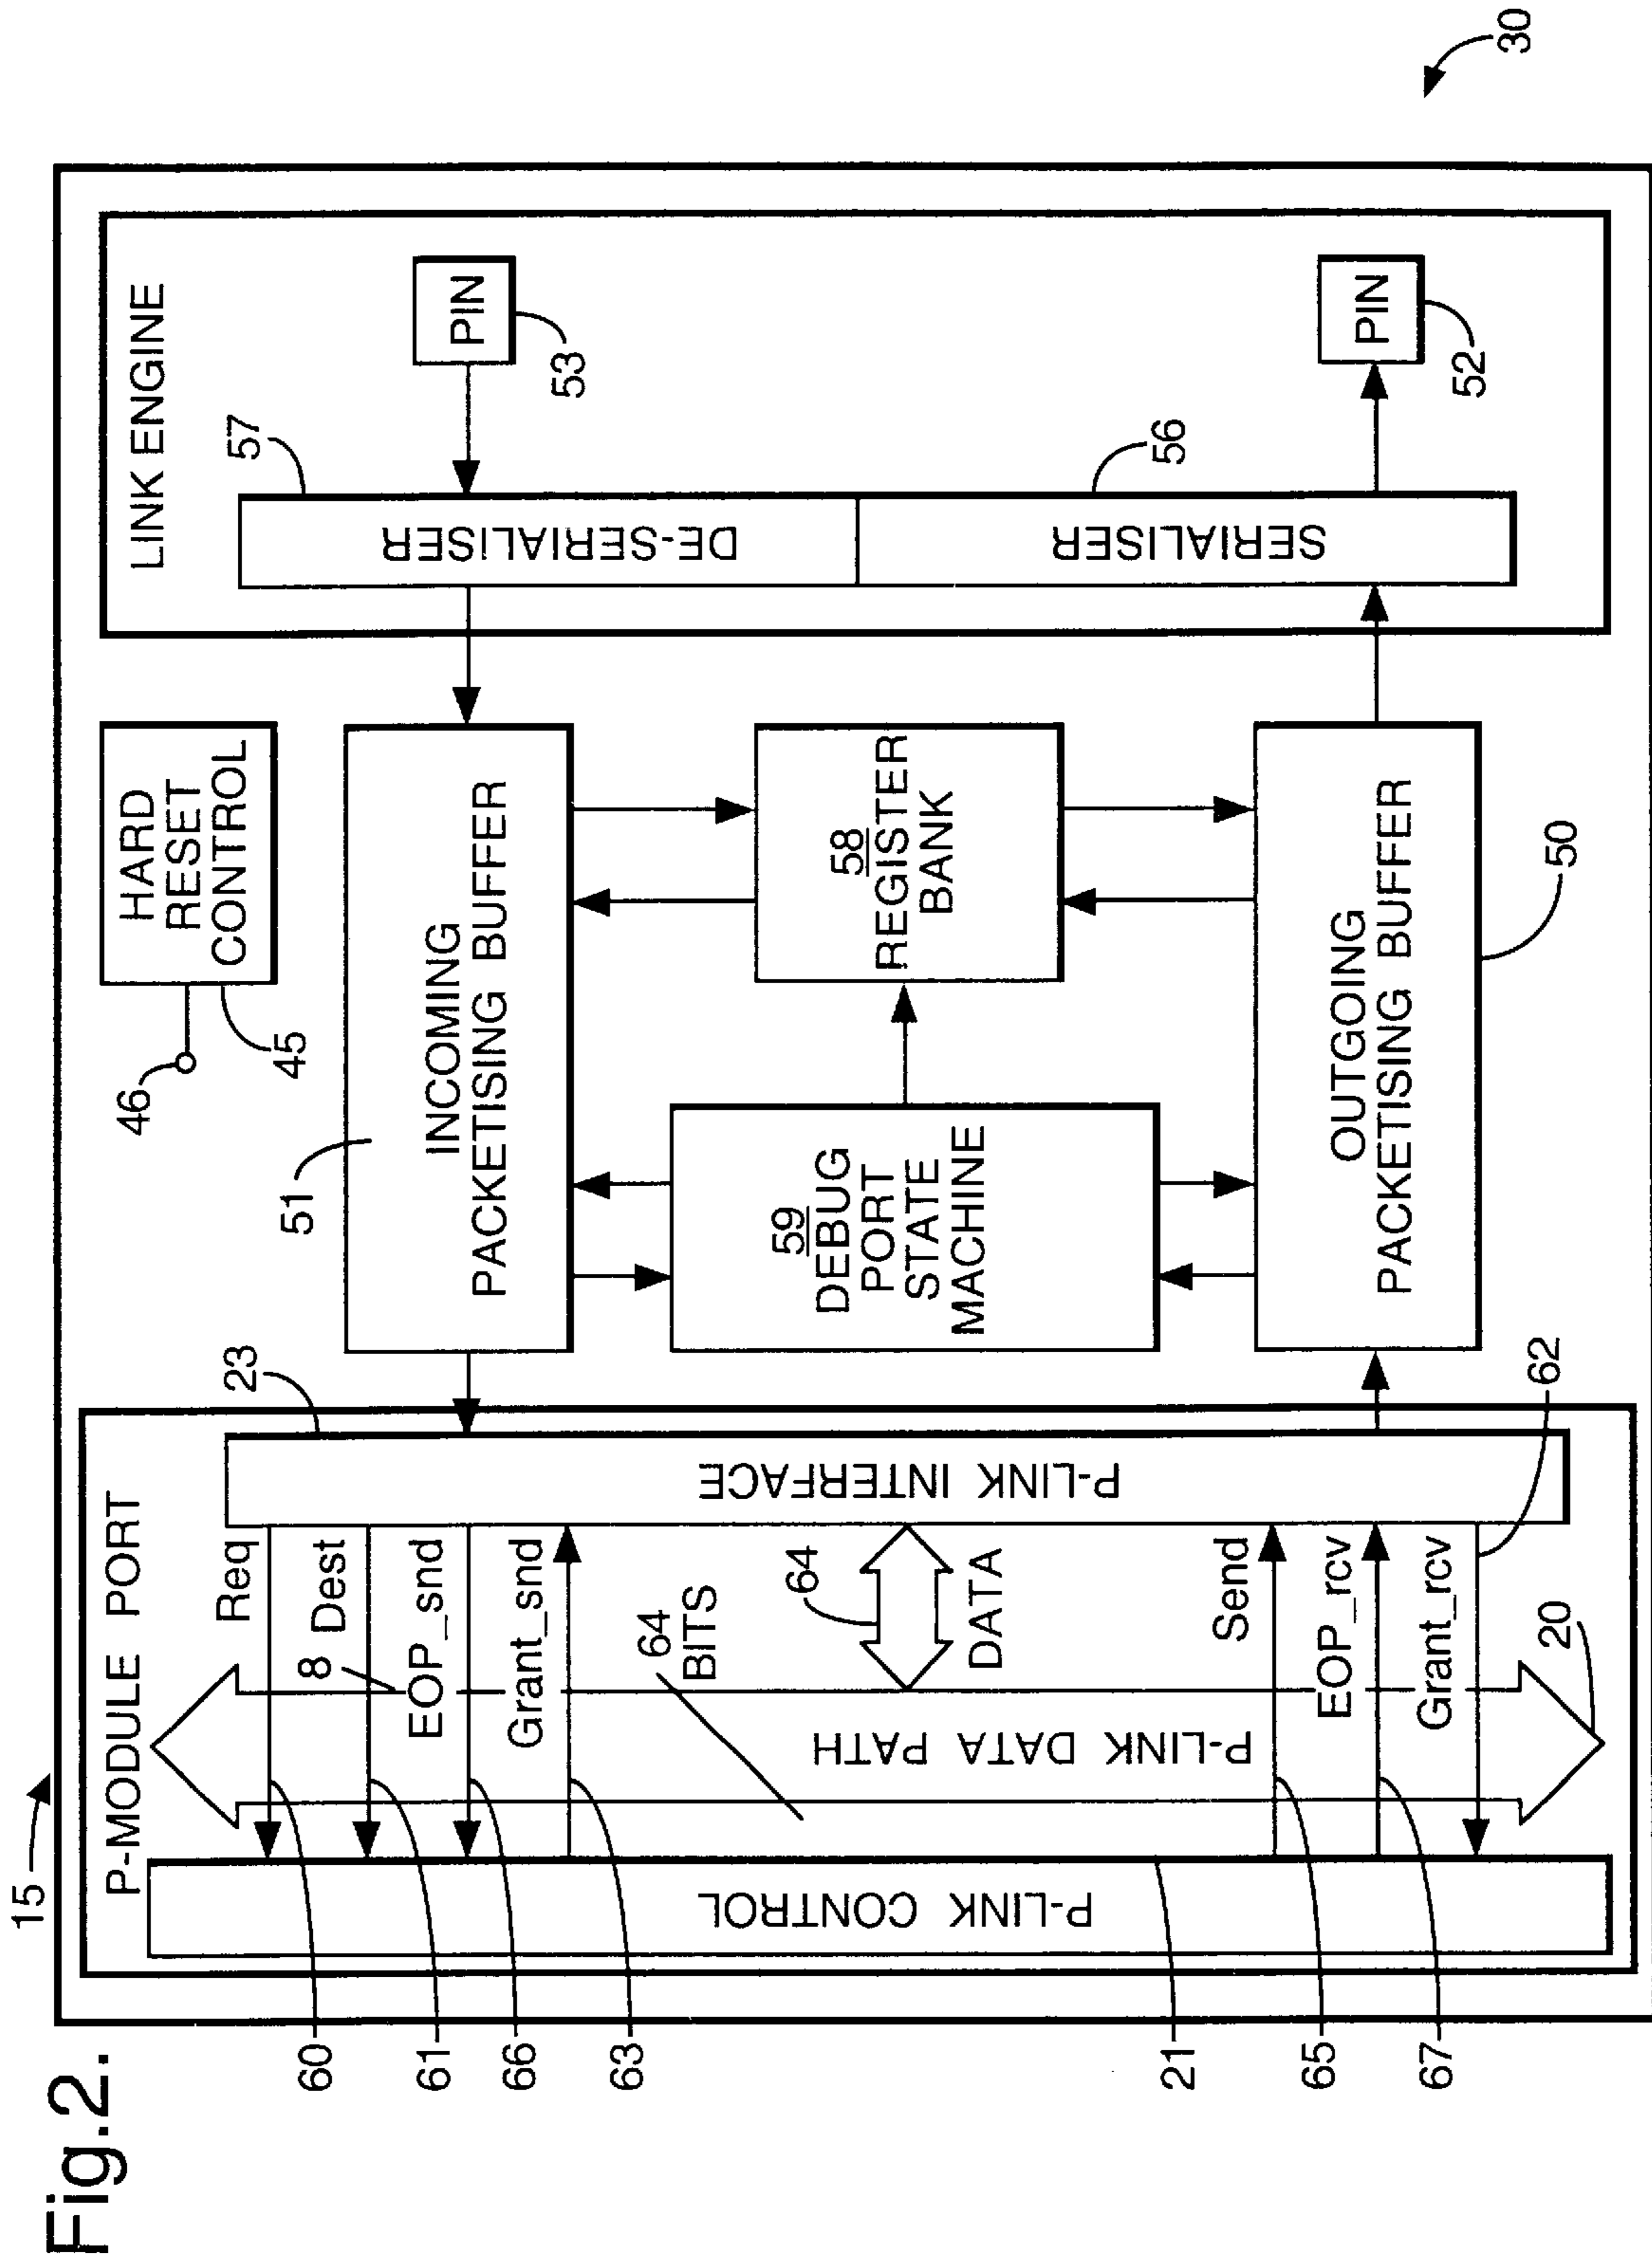 Fig.2.
15
30
P-MODULE PORT
P-LINK CONTROL
P-LINK DATA PATH
P-LINK INTERFACE
Req
Dest
8
EOP_snd
Grant_snd
64
BITS
64
DATA
Send
EOP_rcv
Grant_rcv
20
23
62
60
61
66
63
21
65
67
46
45
HARD
RESET
CONTROL
51
INCOMING
PACKETISING BUFFER
59
DEBUG
PORT
STATE
MACHINE
58
REGISTER
BANK
OUTGOING
PACKETISING BUFFER
50
LINK ENGINE
57
DE-SERIALISER
SERIALISER
56
PIN
53
PIN
52